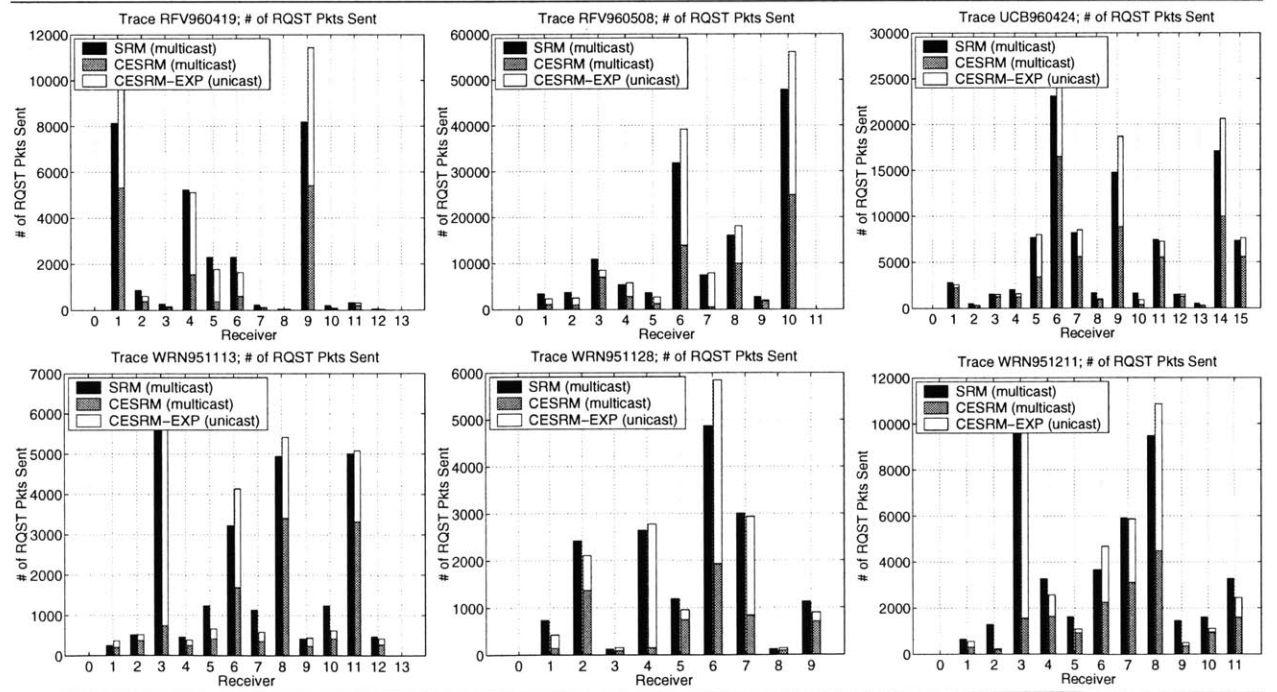 Trace RFV960419; # of RQST Pkts Sent
12000
10000
8000
6000
4000
2000
0
# of RQST Pkts Sent
SRM (multicast)
CESRM (multicast)
CESRM-EXP (unicast)
0 1 2 3 4 5 6 7 8 9 10 11 12 13
Receiver
Trace RFV960508; # of RQST Pkts Sent
60000
50000
40000
30000
20000
10000
0
# of RQST Pkts Sent
SRM (multicast)
CESRM (multicast)
CESRM-EXP (unicast)
0 1 2 3 4 5 6 7 8 9 10 11
Receiver
Trace UCB960424; # of RQST Pkts Sent
30000
25000
20000
15000
10000
5000
0
# of RQST Pkts Sent
SRM (multicast)
CESRM (multicast)
CESRM-EXP (unicast)
0 1 2 3 4 5 6 7 8 9 10 11 12 13 14 15
Receiver
Trace WRN951113; # of RQST Pkts Sent
7000
6000
5000
4000
3000
2000
1000
0
# of RQST Pkts Sent
SRM (multicast)
CESRM (multicast)
CESRM-EXP (unicast)
0 1 2 3 4 5 6 7 8 9 10 11 12 13
Receiver
Trace WRN951128; # of RQST Pkts Sent
6000
5000
4000
3000
2000
1000
0
# of RQST Pkts Sent
SRM (multicast)
CESRM (multicast)
CESRM-EXP (unicast)
0 1 2 3 4 5 6 7 8 9
Receiver
Trace WRN951211; # of RQST Pkts Sent
12000
10000
8000
6000
4000
2000
0
# of RQST Pkts Sent
SRM (multicast)
CESRM (multicast)
CESRM-EXP (unicast)
0 1 2 3 4 5 6 7 8 9 10 11
Receiver